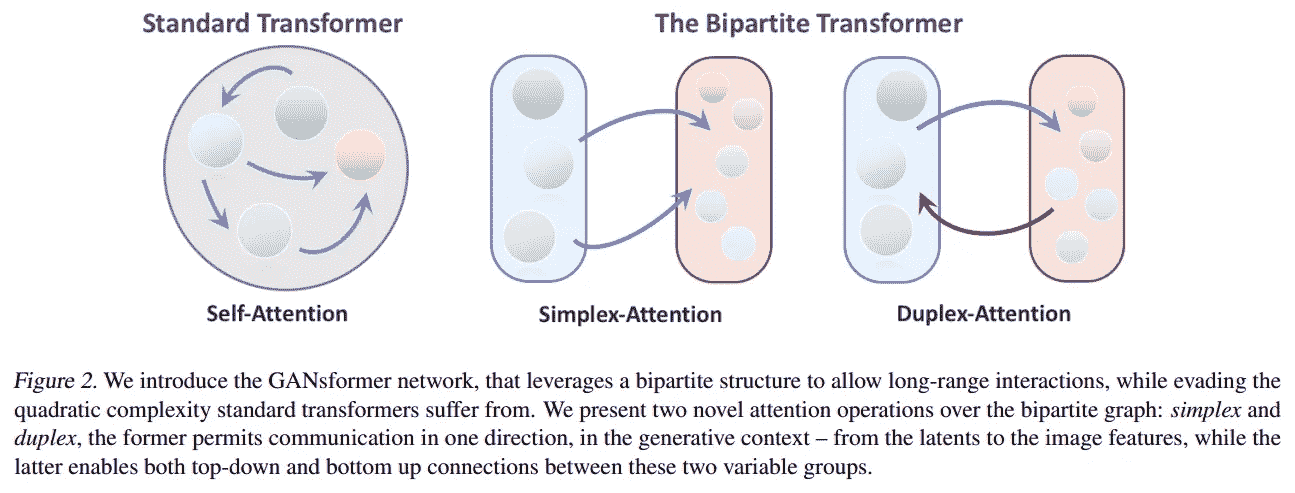 Standard Transformer
The Bipartite Transformer
Self-Attention
Simplex-Attention
Duplex-Attention
Figure 2. We introduce the GANsformer network, that leverages a bipartite structure to allow long-range interactions, while evading the
quadratic complexity standard transformers suffer from. We present two novel attention operations over the bipartite graph: simplex and
duplex, the former permits communication in one direction, in the generative context – from the latents to the image features, while the
latter enables both top-down and bottom up connections between these two variable groups.